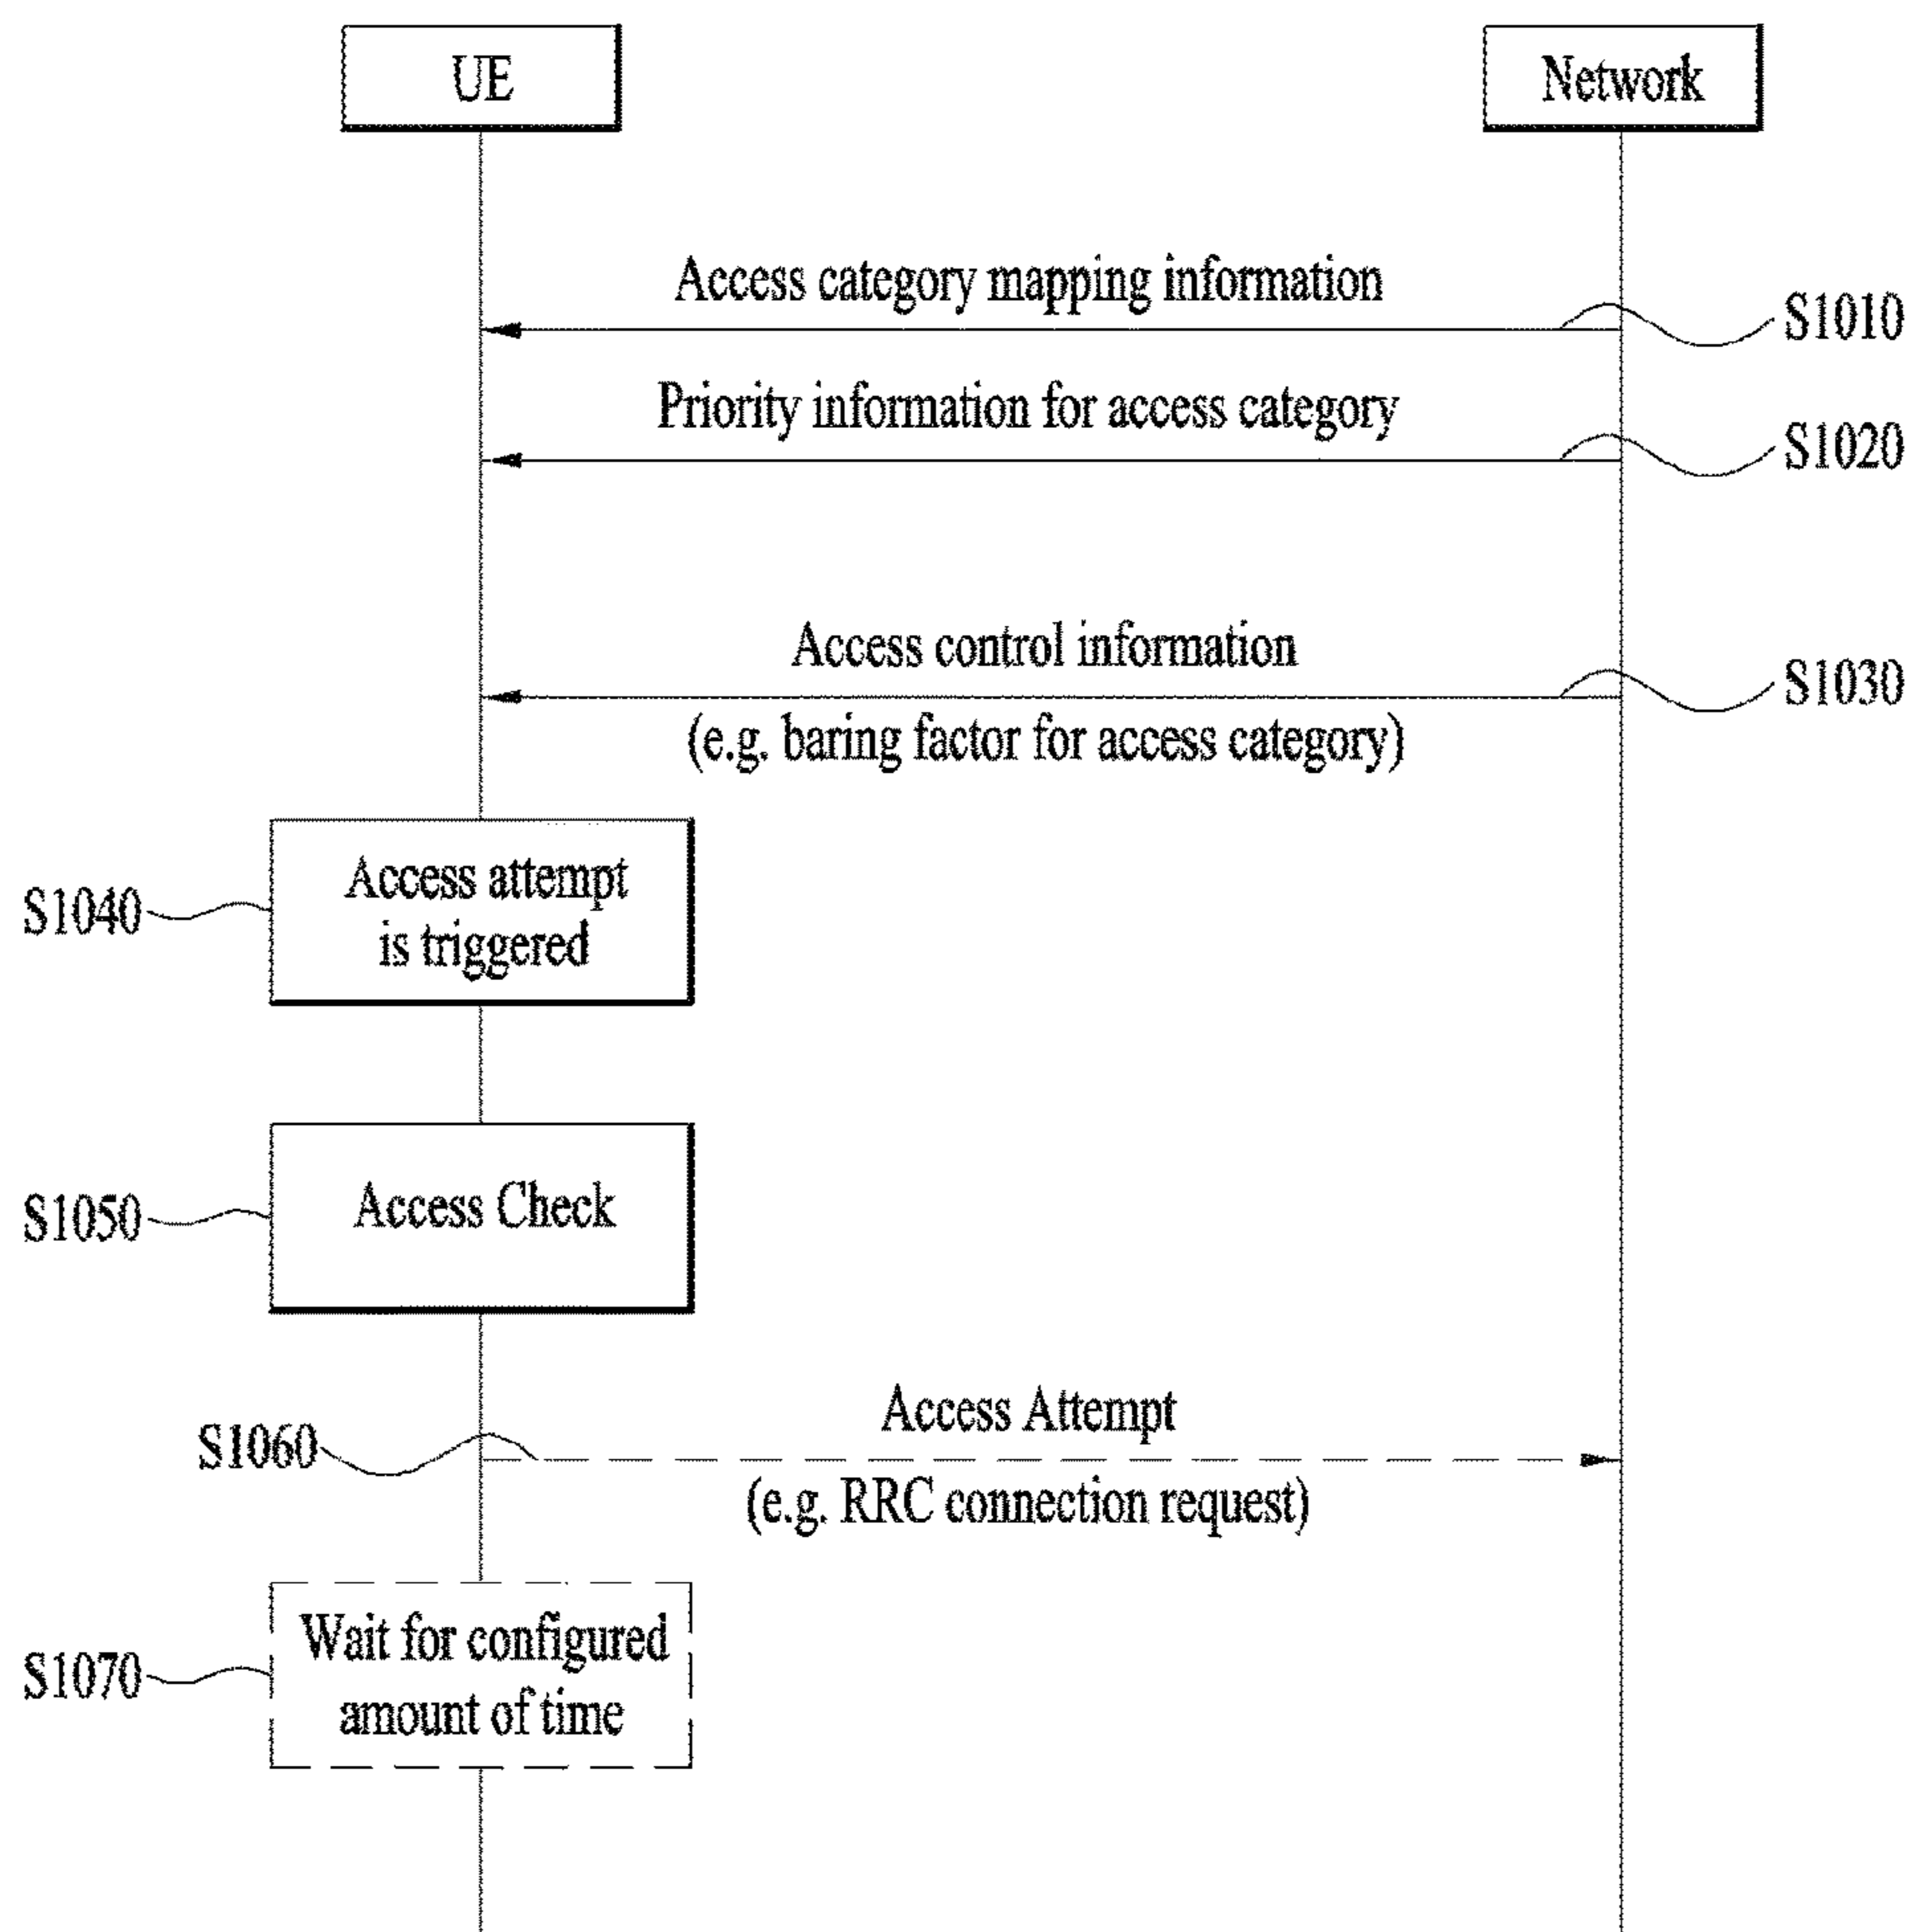 UE
Network
Access category mapping information
S1010
Priority information for access category
S1020
Access control information
S1030
(e.g. baring factor for access category)
Access attempt
is triggered
S1040
Access Check
S1050
Access Attempt
S1060
(e.g. RRC connection request)
Wait for configured
amount of time
S1070